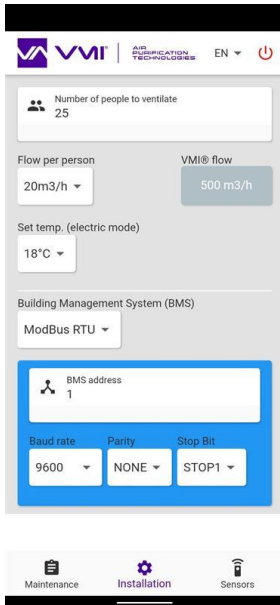 VMI® AIR PURIFICATION TECHNOLOGIES EN
Number of people to ventilate
25
Flow per person VMI® flow
20m3/h 500 m3/h
Set temp. (electric mode)
18°C
Building Management System (BMS)
ModBus RTU
BMS address
1
Baud rate Parity Stop Bit
9600 NONE STOP1
Maintenance Installation Sensors